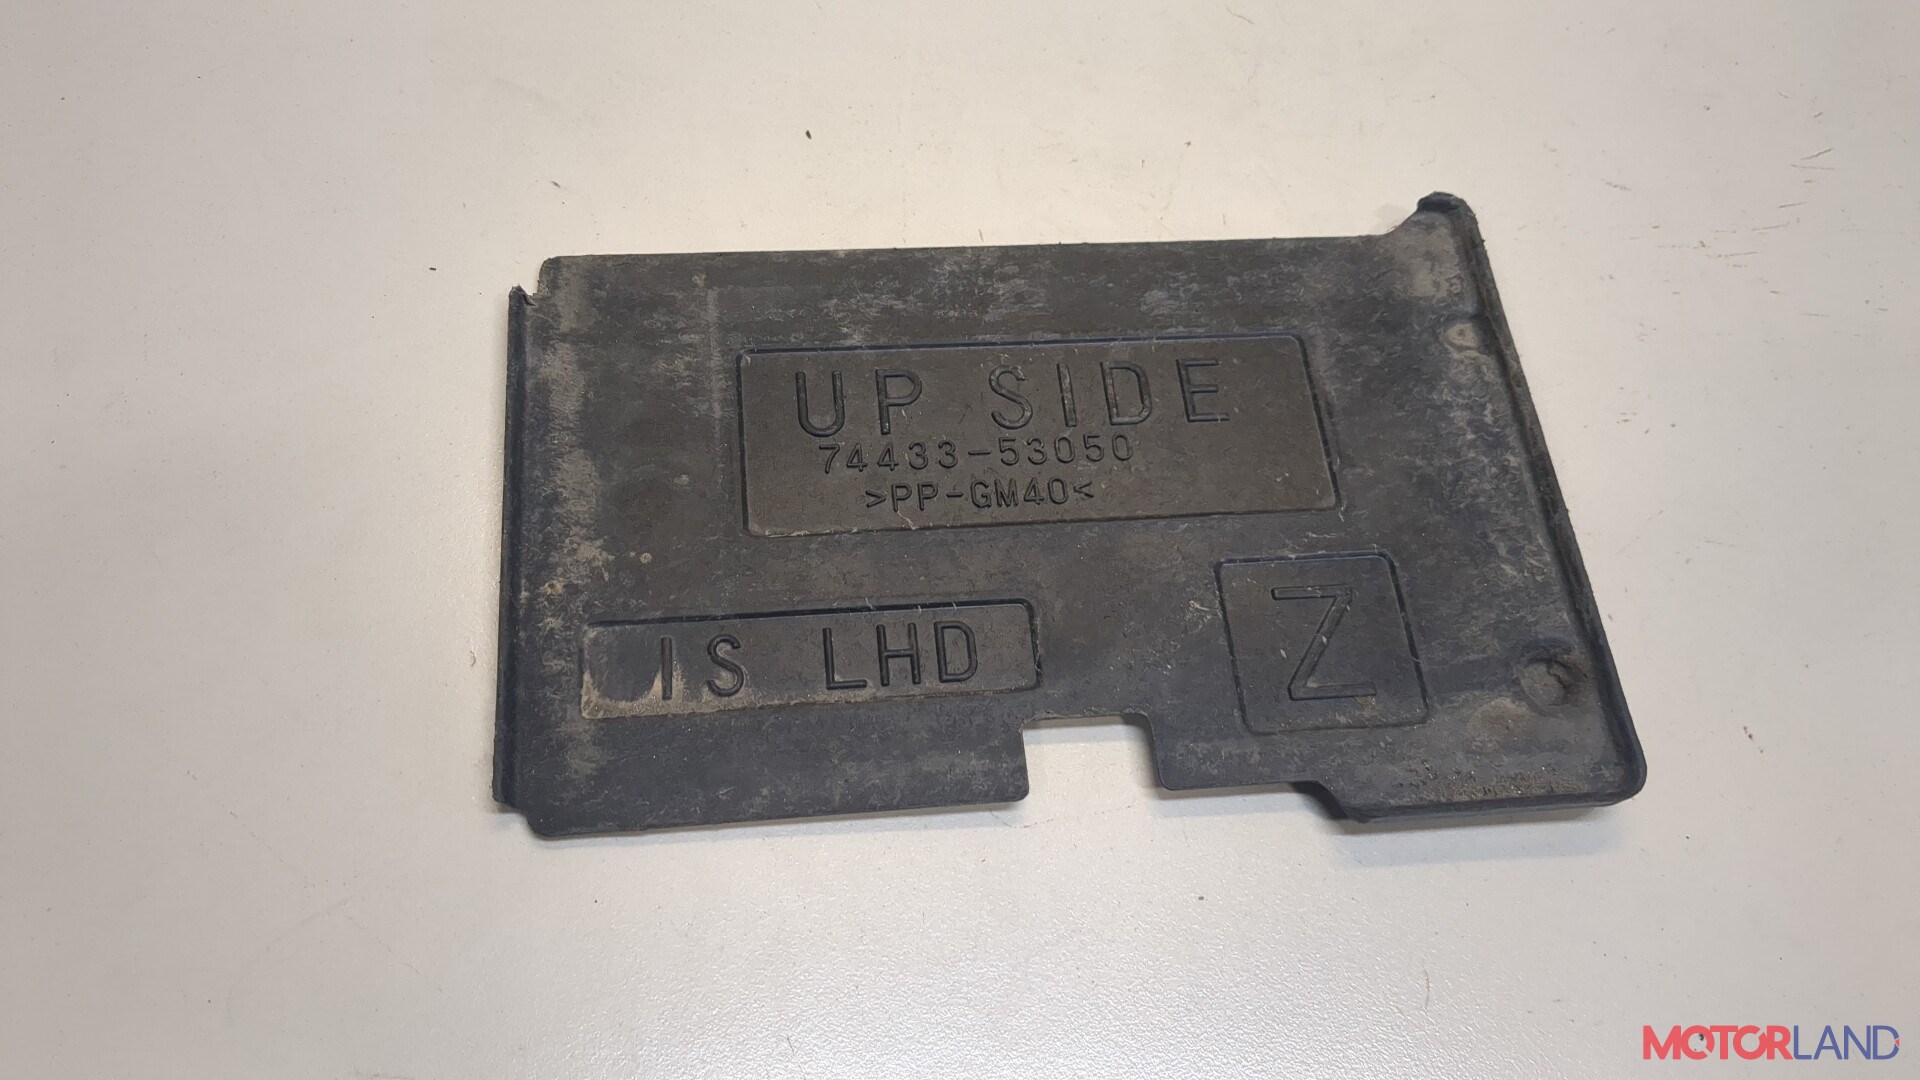 UP SIDE
74433-53050
>PP-GM40<
IS LHD
Z
MOTORLAND